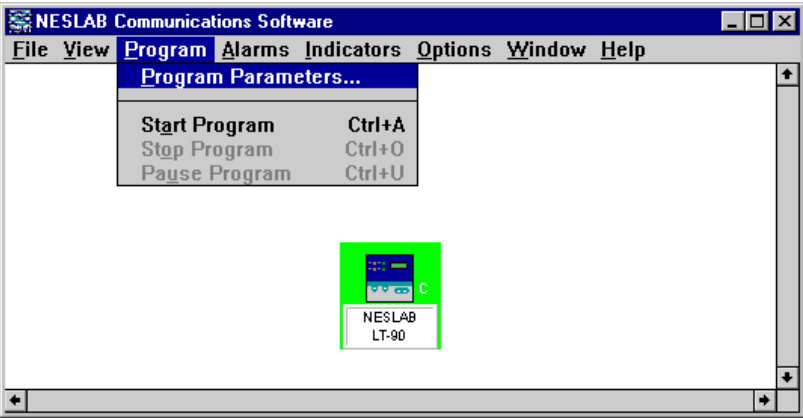 NESLAB Communications Software
File View Program Alarms Indicators Options Window Help
Program Parameters...
Start Program Ctrl+A
Stop Program Ctrl+O
Pause Program Ctrl+U
C
NESLAB
LT-90